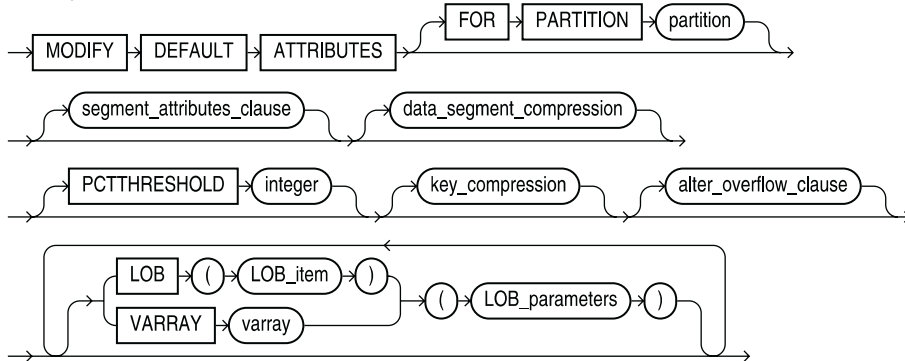 FOR PARTITION partition
MODIFY DEFAULT ATTRIBUTES
segment_attributes_clause data_segment_compression
PCTTHRESHOLD integer key_compression alter_overflow_clause
LOB ( LOB_item )
( LOB_parameters )
VARRAY varray